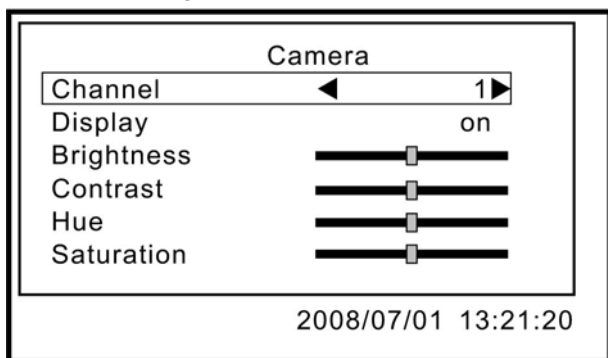 Camera
Channel 1
Display on
Brightness
Contrast
Hue
Saturation
2008/07/01 13:21:20